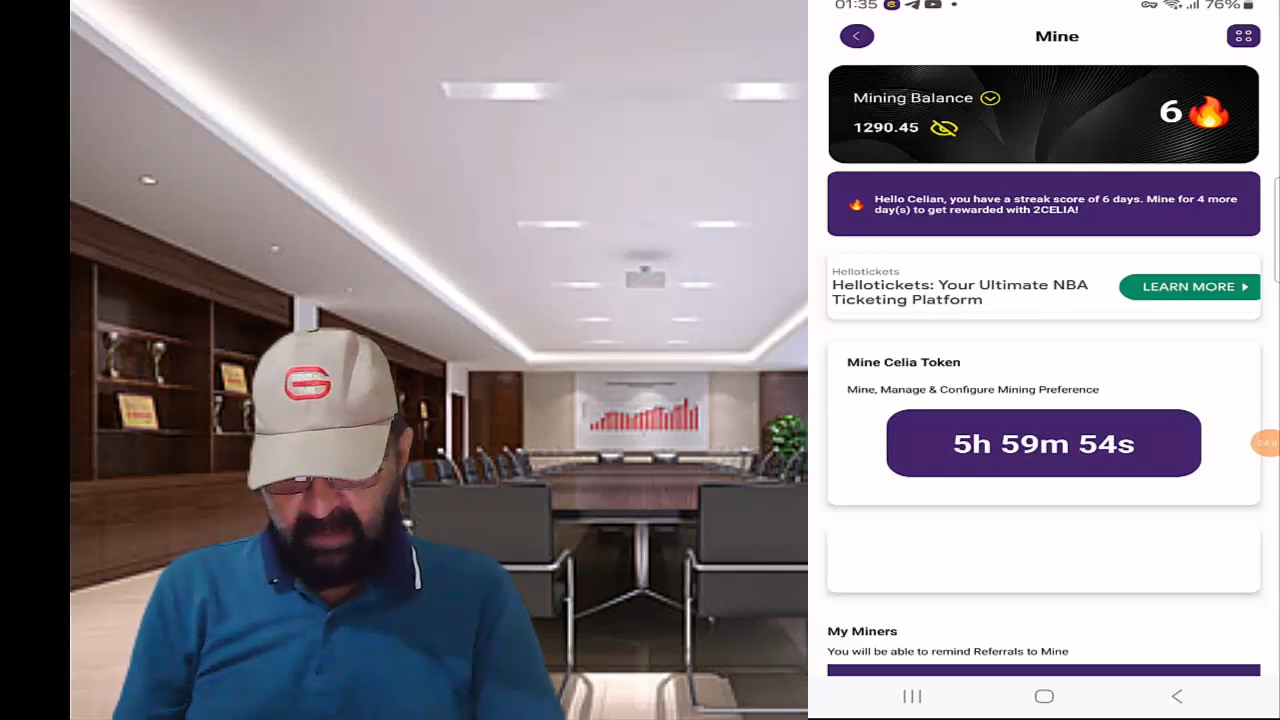 01:35
76%
Mine
Mining Balance
1290.45
6
Hello Celian, you have a streak score of 6 days. Mine for 4 more
day(s) to get rewarded with 2CELIA!
Hellotickets
Hellotickets: Your Ultimate NBA
Ticketing Platform
LEARN MORE
Mine Celia Token
Mine, Manage & Configure Mining Preference
5h 59m 54s
My Miners
You will be able to remind Referrals to Mine
G